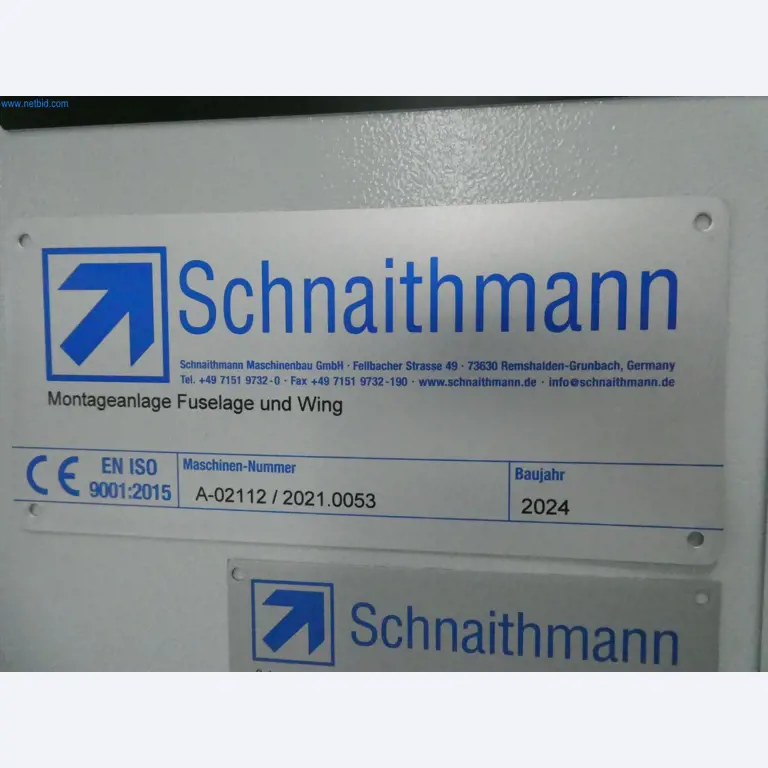 www.netbid.com
Schnaithmann
Schnaithmann Maschinenbau GmbH · Fellbacher Strasse 49 · 73630 Remshalden-Grunbach, Germany
Tel. +49 7151 9732-0 · Fax +49 7151 9732-190 · www.schnaithmann.de · info@schnaithmann.de
Montageanlage Fuselage und Wing
CE EN ISO 9001:2015
Maschinen-Nummer
A-02112 / 2021.0053
Baujahr
2024
Schnaithmann